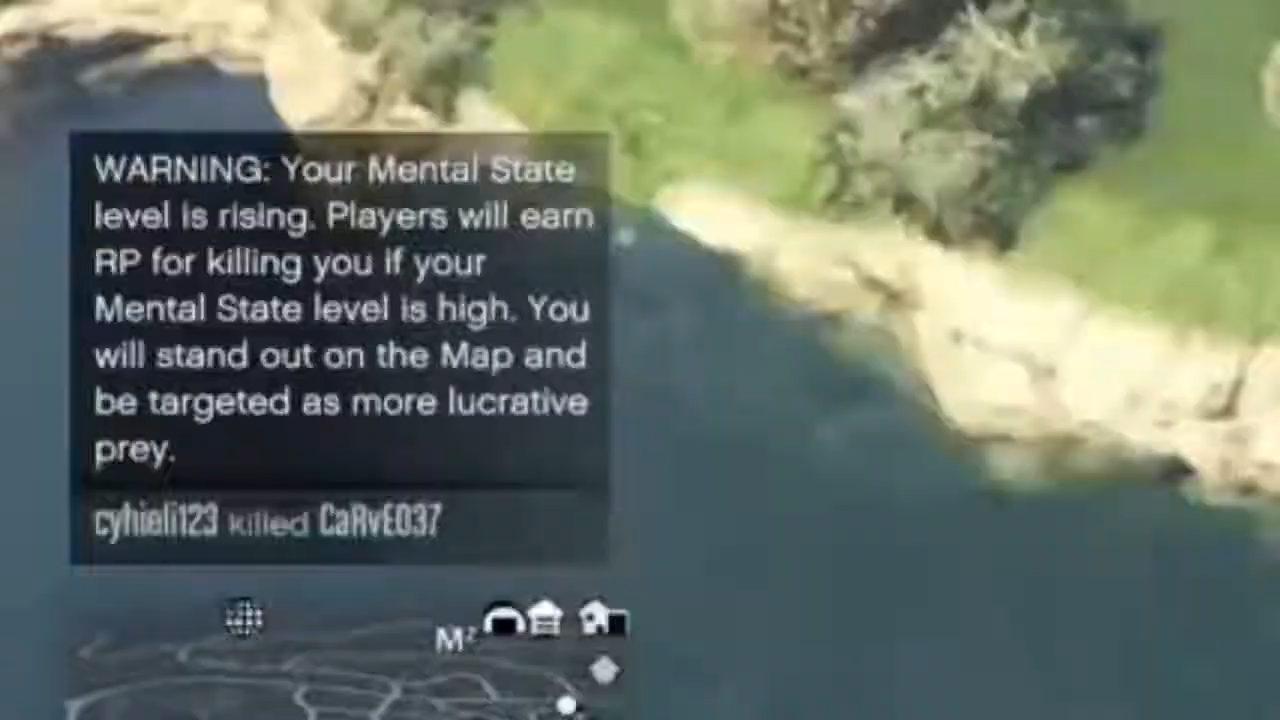 WARNING: Your Mental State
level is rising. Players will earn
RP for killing you if your
Mental State level is high. You
will stand out on the Map and
be targeted as more lucrative
prey.
cyhieli123 killed CaRvE037
M²